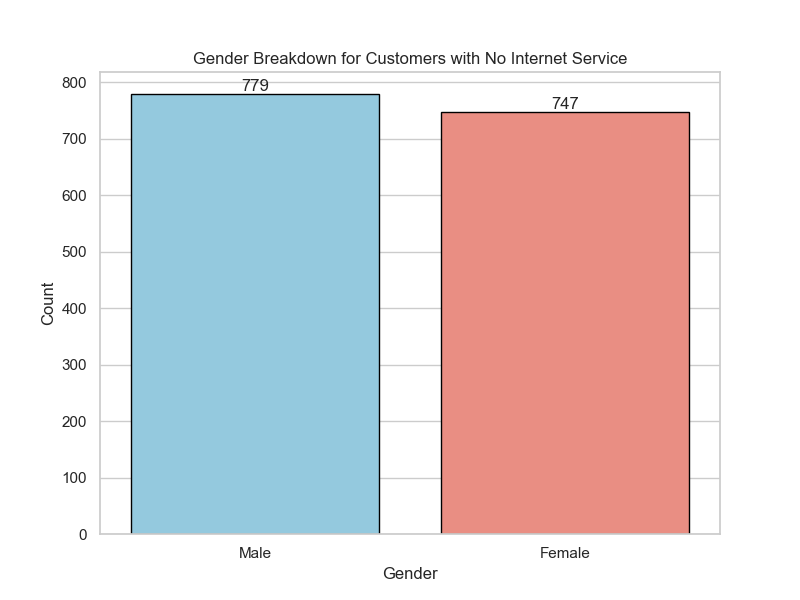 Gender Breakdown for Customers with No Internet Service
800
700
600
500
400
300
200
100
0
Count
779
747
Male
Female
Gender